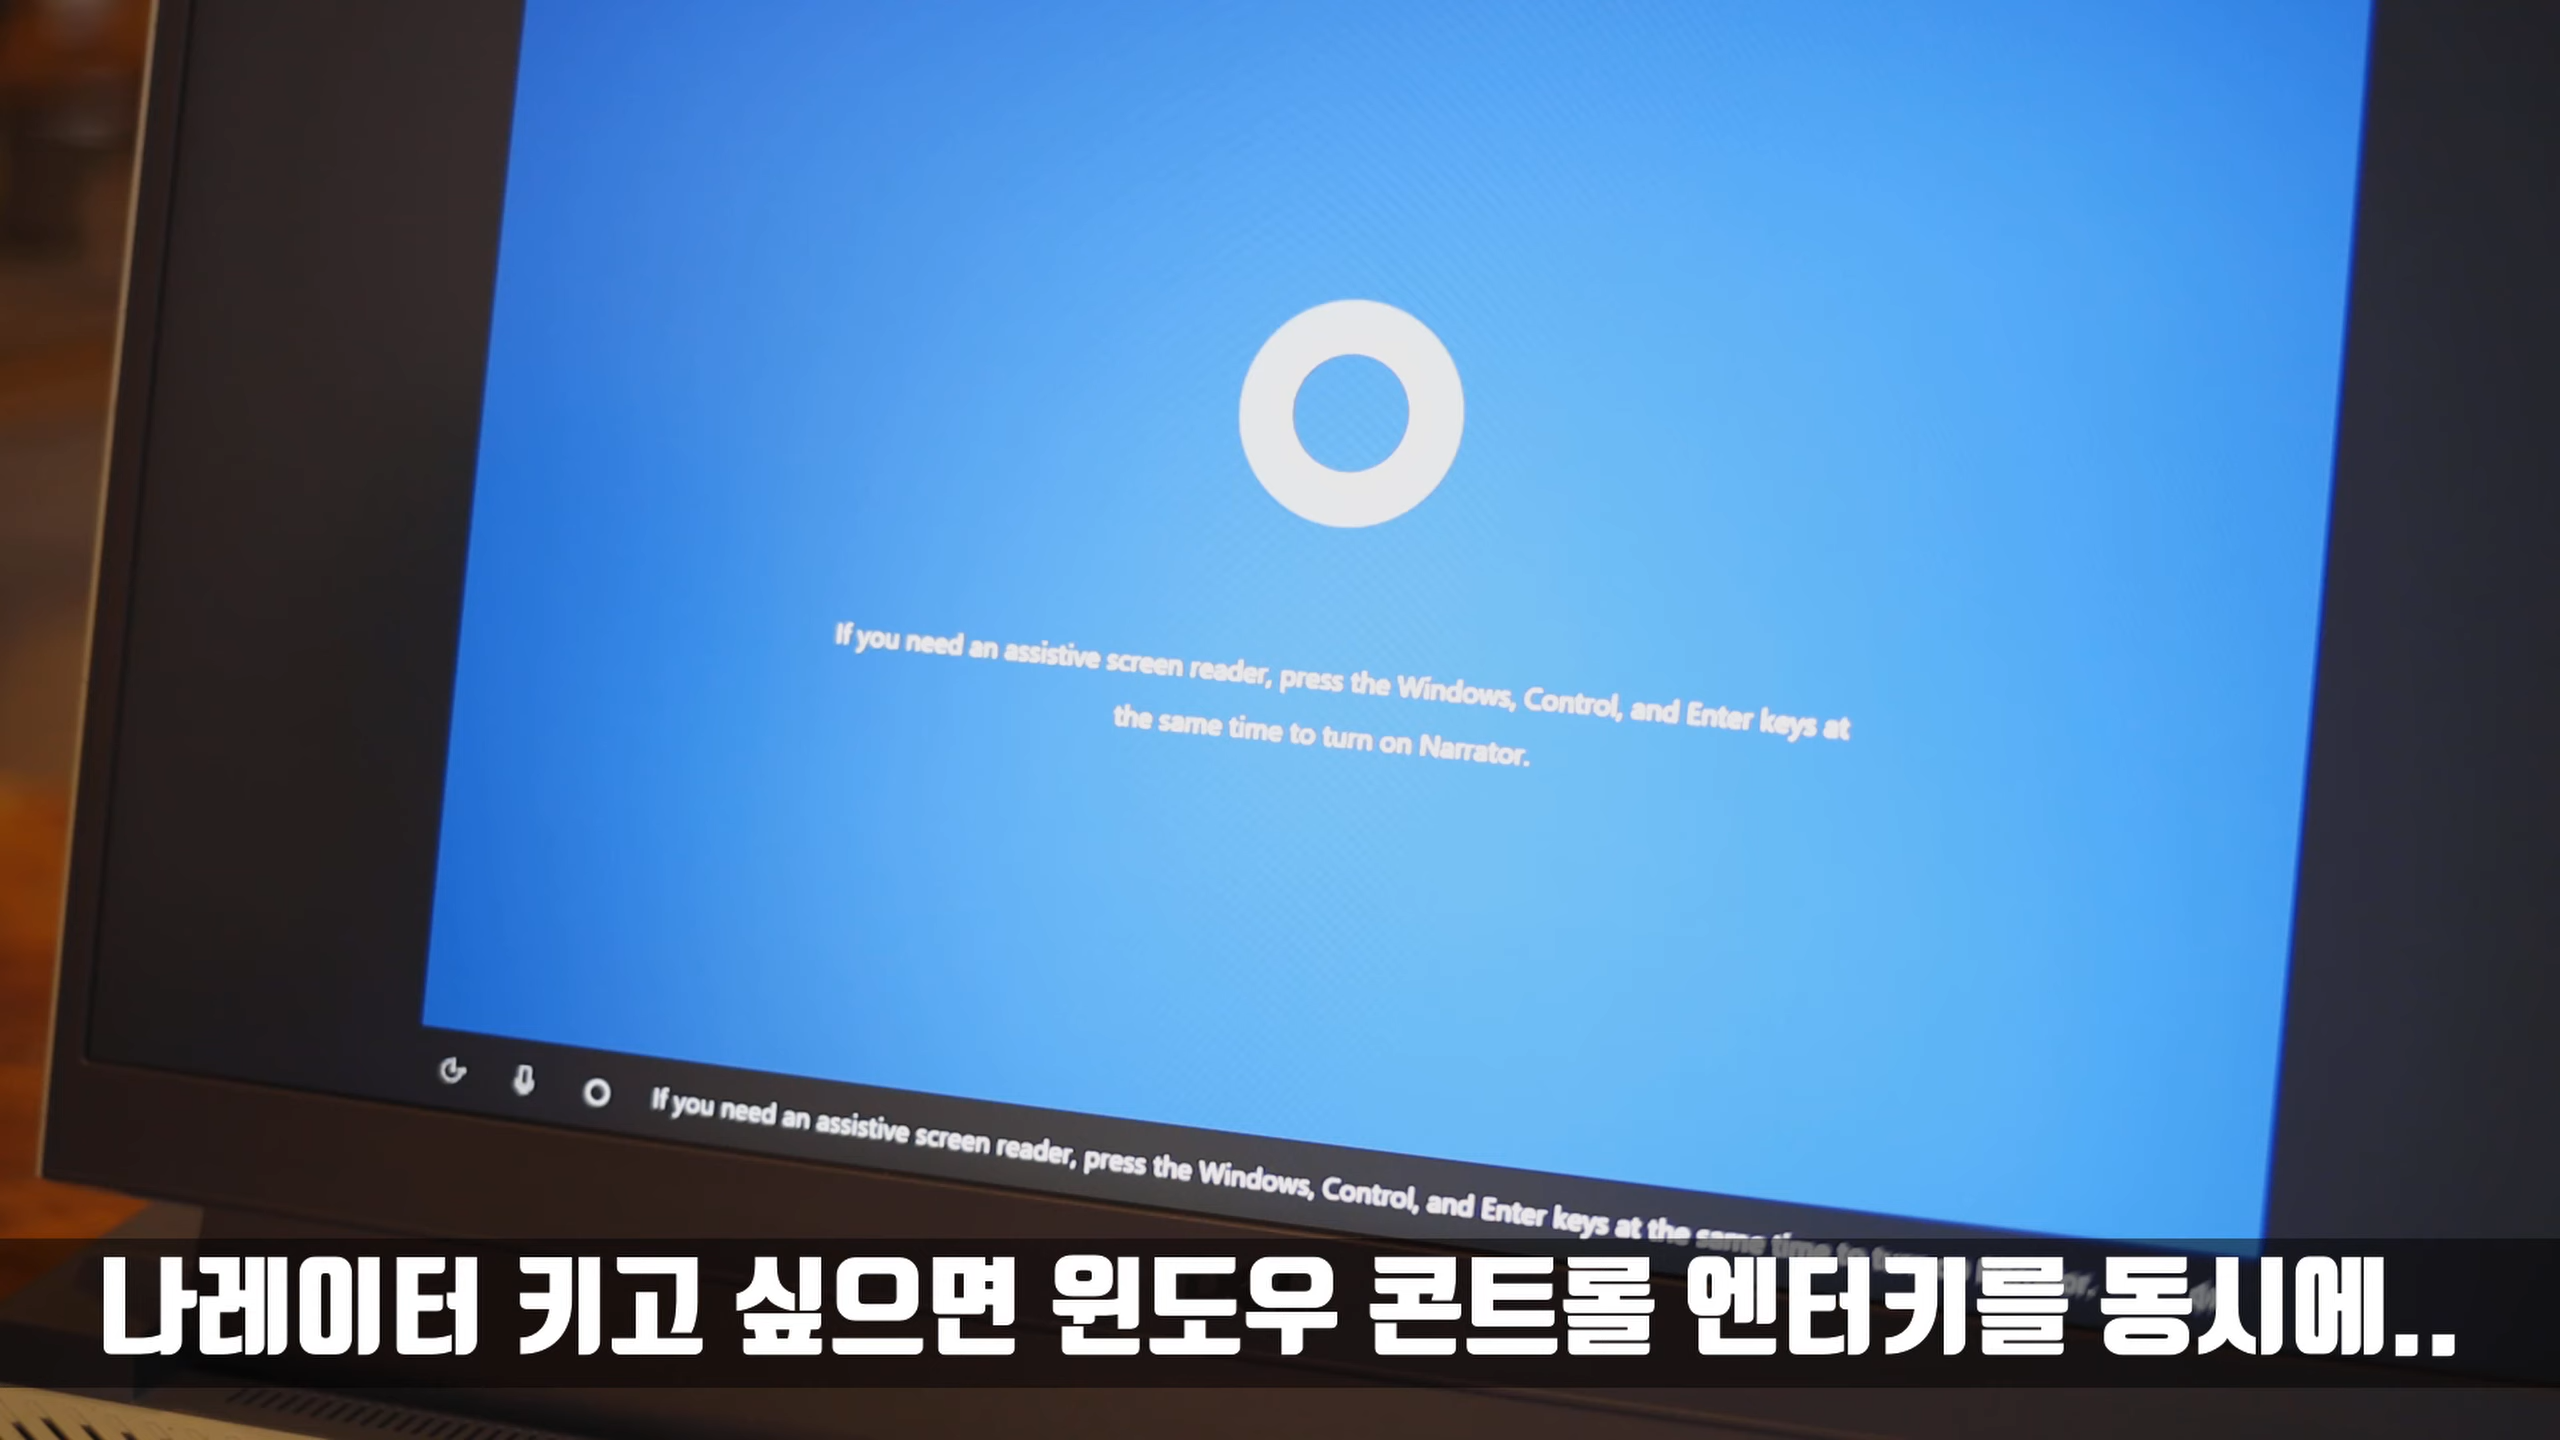 If you need an assistive screen reader, press the Windows, Control, and Enter keys at
the same time to turn on Narrator.
If you need an assistive screen reader, press the Windows, Control, and Enter keys at the same time to
나레이터 키고 싶으면 윈도우 콘트롤 엔터키를 동시에..